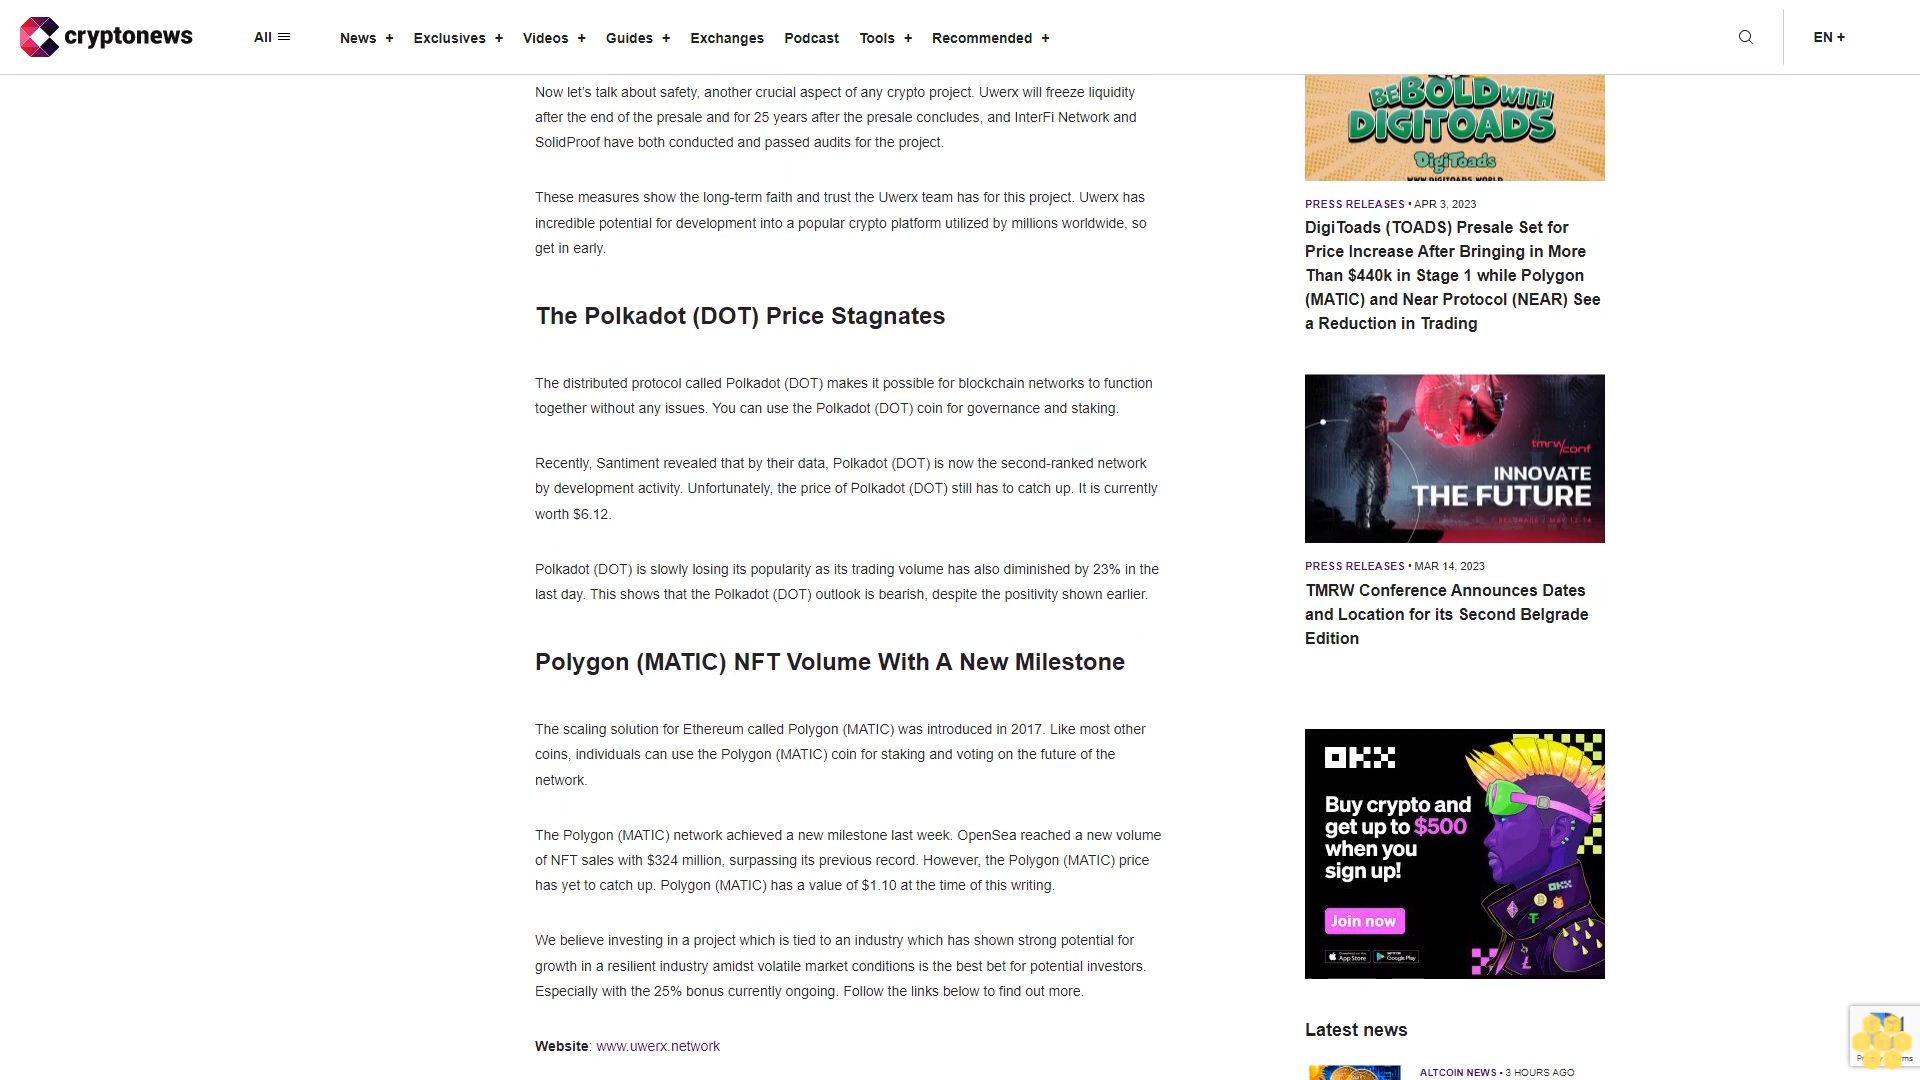 cryptonews
All
News +
Exclusives +
Videos +
Guides +
Exchanges
Podcast
Tools +
Recommended +
EN +
Now let's talk about safety, another crucial aspect of any crypto project. Uwerx will freeze liquidity
after the end of the presale and for 25 years after the presale concludes, and InterFi Network and
SolidProof have both conducted and passed audits for the project.
These measures show the long-term faith and trust the Uwerx team has for this project. Uwerx has
incredible potential for development into a popular crypto platform utilized by millions worldwide, so
get in early.
The Polkadot (DOT) Price Stagnates
The distributed protocol called Polkadot (DOT) makes it possible for blockchain networks to function
together without any issues. You can use the Polkadot (DOT) coin for governance and staking.
Recently, Santiment revealed that by their data, Polkadot (DOT) is now the second-ranked network
by development activity. Unfortunately, the price of Polkadot (DOT) still has to catch up. It is currently
worth $6.12.
Polkadot (DOT) is slowly losing its popularity as its trading volume has also diminished by 23% in the
last day. This shows that the Polkadot (DOT) outlook is bearish, despite the positivity shown earlier.
Polygon (MATIC) NFT Volume With A New Milestone
The scaling solution for Ethereum called Polygon (MATIC) was introduced in 2017. Like most other
coins, individuals can use the Polygon (MATIC) coin for staking and voting on the future of the
network.
The Polygon (MATIC) network achieved a new milestone last week. OpenSea reached a new volume
of NFT sales with $324 million, surpassing its previous record. However, the Polygon (MATIC) price
has yet to catch up. Polygon (MATIC) has a value of $1.10 at the time of this writing.
We believe investing in a project which is tied to an industry which has shown strong potential for
growth in a resilient industry amidst volatile market conditions is the best bet for potential investors.
Especially with the 25% bonus currently ongoing. Follow the links below to find out more.
Website: www.uwerx.network
BE BOLD WITH
DIGITOADS
DigiToads
WWW.DIGITOADS.WORLD
PRESS RELEASES • APR 3, 2023
DigiToads (TOADS) Presale Set for
Price Increase After Bringing in More
Than $440k in Stage 1 while Polygon
(MATIC) and Near Protocol (NEAR) See
a Reduction in Trading
tmrw/conf
INNOVATE
THE FUTURE
PRESS RELEASES • MAR 14, 2023
TMRW Conference Announces Dates
and Location for its Second Belgrade
Edition
OKX
Buy crypto and
get up to $500
when you
sign up!
Join now
App Store
Google Play
OKX
Latest news
ALTCOIN NEWS • 3 HOURS AGO